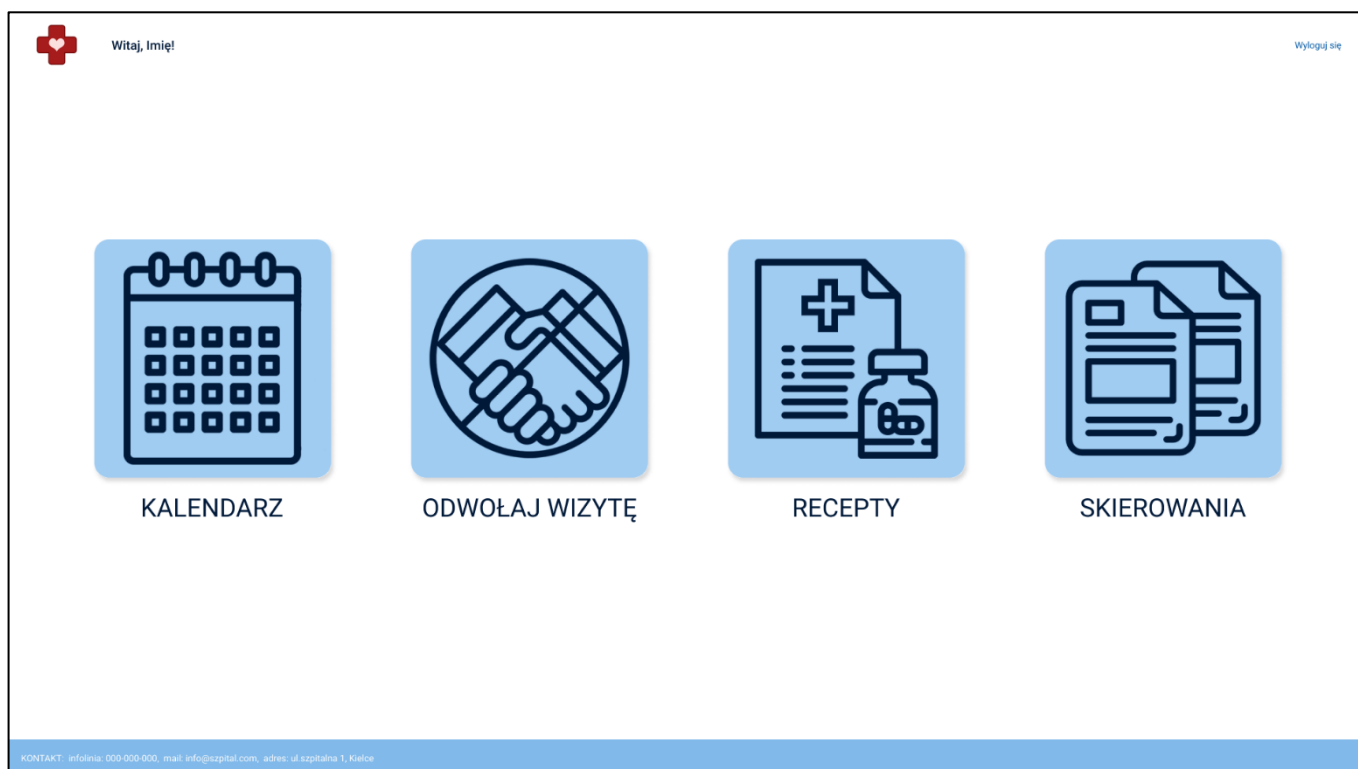 Witaj, Imię!
Wyloguj się
KALENDARZ
ODWOŁAJ WIZYTĘ
RECEPTY
SKIEROWANIA
KONTAKT: infolinia: 000-000-000, mail: info@szpital.com, adres: ul.szpitalna 1, Kielce